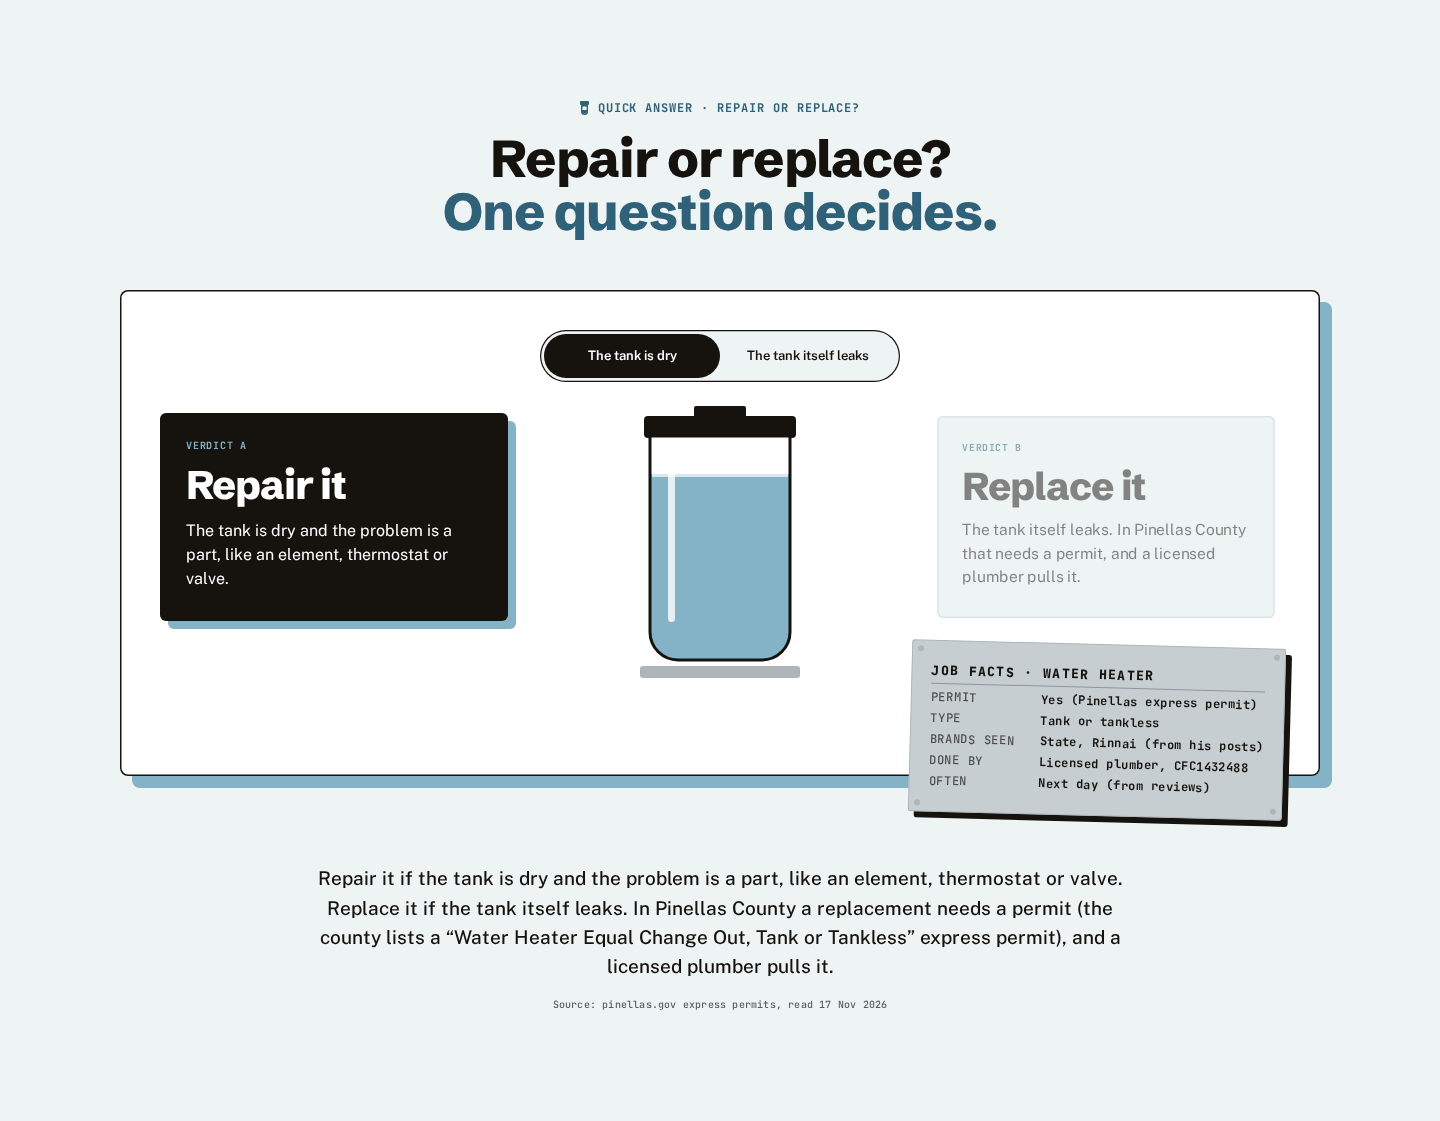 QUICK ANSWER · REPAIR OR REPLACE?
Repair or replace?
One question decides.
The tank is dry
The tank itself leaks
VERDICT A
Repair it
The tank is dry and the problem is a
part, like an element, thermostat or
valve.
VERDICT B
Replace it
The tank itself leaks. In Pinellas County
that needs a permit, and a licensed
plumber pulls it.
JOB FACTS · WATER HEATER
PERMIT Yes (Pinellas express permit)
TYPE Tank or tankless
BRANDS SEEN State, Rinnai (from his posts)
DONE BY Licensed plumber, CFC1432488
OFTEN Next day (from reviews)
Repair it if the tank is dry and the problem is a part, like an element, thermostat or valve.
Replace it if the tank itself leaks. In Pinellas County a replacement needs a permit (the
county lists a “Water Heater Equal Change Out, Tank or Tankless” express permit), and a
licensed plumber pulls it.
Source: pinellas.gov express permits, read 17 Nov 2026